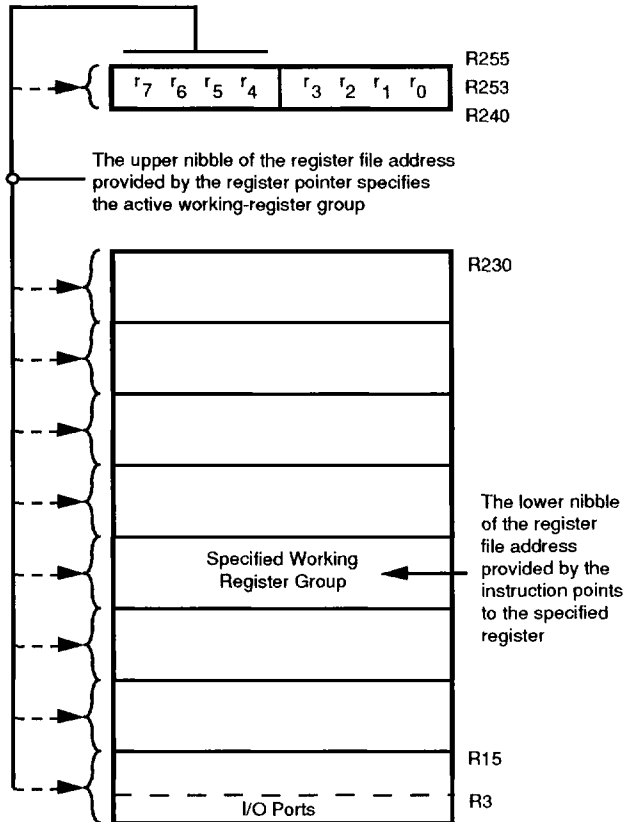 R255
r7 r6 r5 r4 r3 r2 r1 r0
R253
R240
The upper nibble of the register file address
provided by the register pointer specifies
the active working-register group
R230
The lower nibble
of the register
file address
provided by the
instruction points
to the specified
register
Specified Working
Register Group
R15
R3
I/O Ports